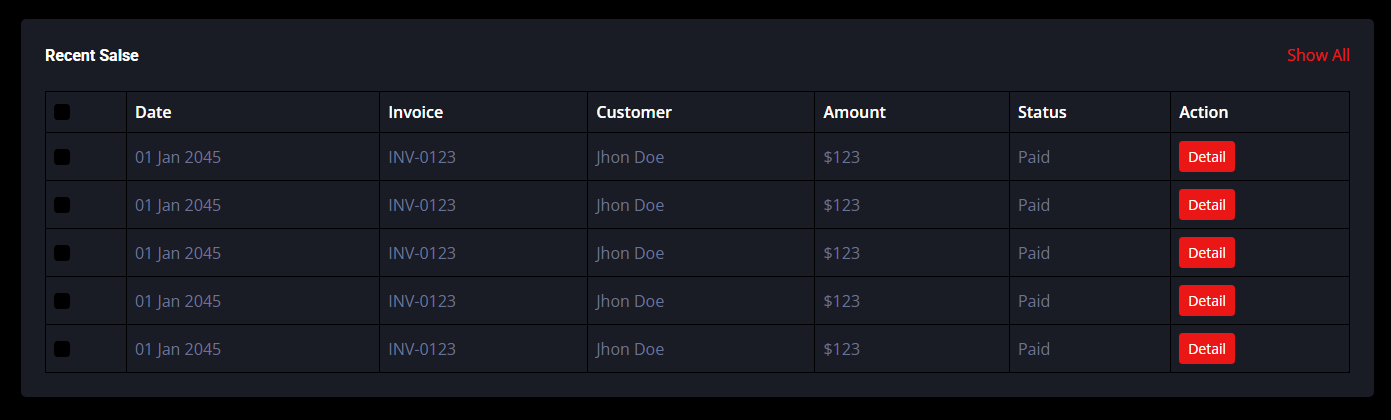 Recent Salse Show All
Date Invoice Customer Amount Status Action
01 Jan 2045 INV-0123 Jhon Doe $123 Paid Detail
01 Jan 2045 INV-0123 Jhon Doe $123 Paid Detail
01 Jan 2045 INV-0123 Jhon Doe $123 Paid Detail
01 Jan 2045 INV-0123 Jhon Doe $123 Paid Detail
01 Jan 2045 INV-0123 Jhon Doe $123 Paid Detail